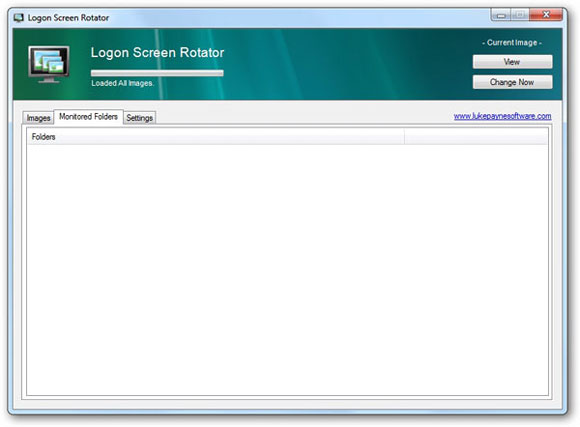 Logon Screen Rotator
Logon Screen Rotator
Loaded All Images.
- Current Image -
View
Change Now
Images
Monitored Folders
Settings
www.lukepaynesoftware.com
Folders